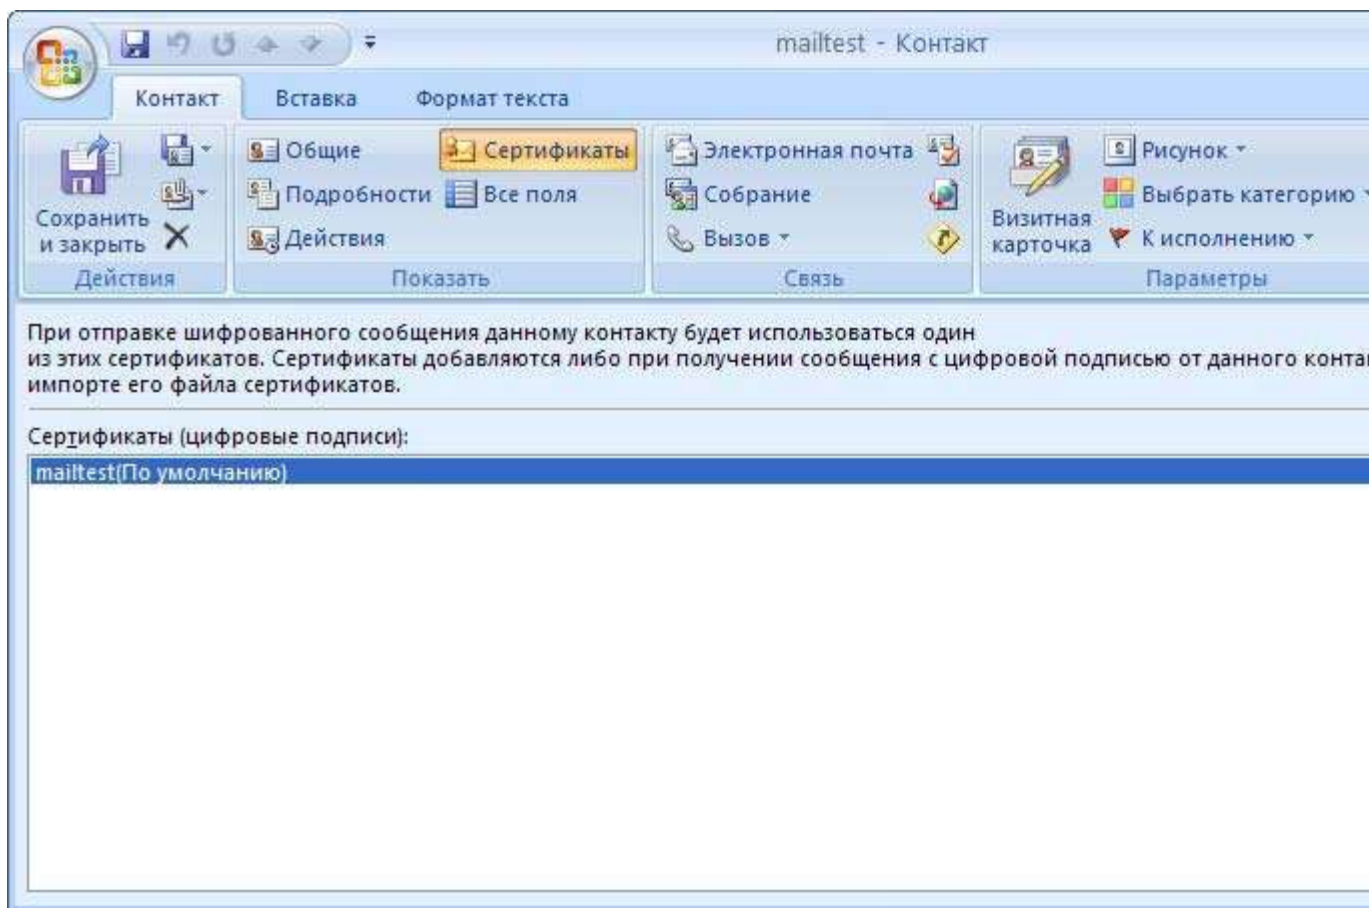 mailtest - Контакт
Контакт Вставка Формат текста
Общие Сертификаты Электронная почта Рисунок
Подробности Все поля Собрание Выбрать категорию
Сохранить и закрыть Действия Вызов Визитная карточка К исполнению
Действия Показать Связь Параметры
При отправке шифрованного сообщения данному контакту будет использоваться один
из этих сертификатов. Сертификаты добавляются либо при получении сообщения с цифровой подписью от данного конта
импорте его файла сертификатов.
Сертификаты (цифровые подписи):
mailtest(По умолчанию)